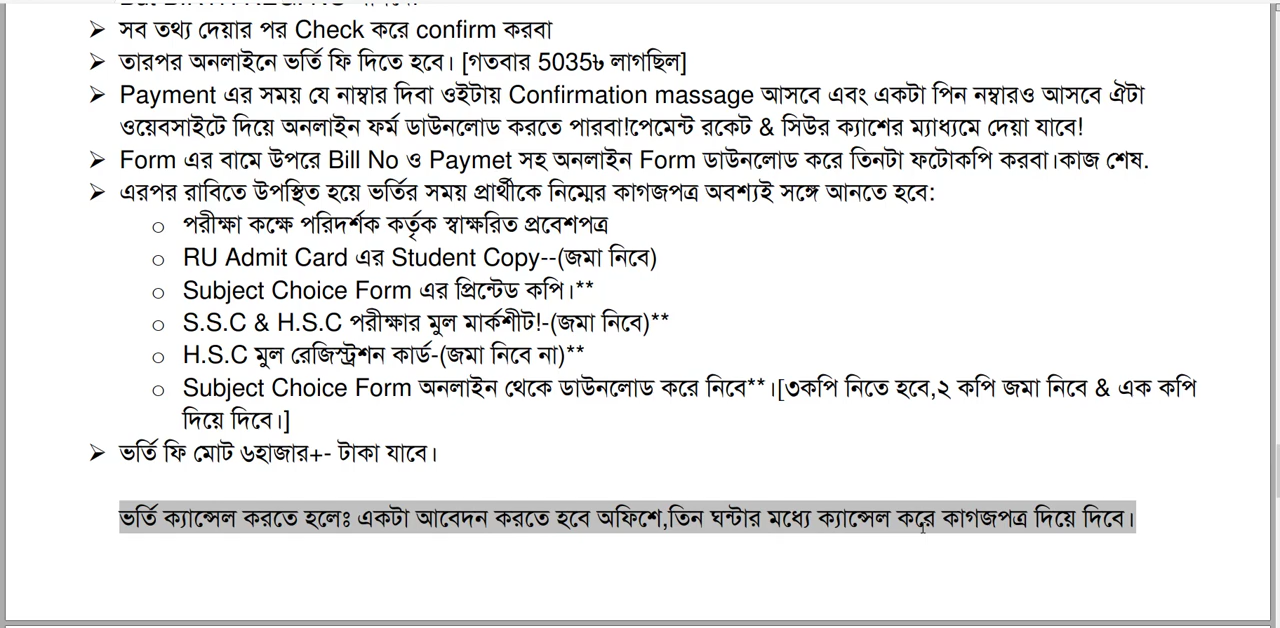 ➢ সব তথ্য দেয়ার পর Check করে confirm করবা
➢ তারপর অনলাইনে ভর্তি ফি দিতে হবে। [গতবার 5035৳ লাগছিল]
➢ Payment এর সময় যে নাম্বার দিবা ওইটায় Confirmation massage আসবে এবং একটা পিন নম্বারও আসবে ঐটা
ওয়েবসাইটে দিয়ে অনলাইন ফর্ম ডাউনলোড করতে পারবা!পেমেন্ট রকেট & সিউর ক্যাশের ম্যাধ্যমে দেয়া যাবে!
➢ Form এর বামে উপরে Bill No ও Paymet সহ অনলাইন Form ডাউনলোড করে তিনটা ফটোকপি করবা।কাজ শেষ.
➢ এরপর রাবিতে উপস্থিত হয়ে ভর্তির সময় প্রার্থীকে নিম্মের কাগজপত্র অবশ্যই সঙ্গে আনতে হবে:
○ পরীক্ষা কক্ষে পরিদর্শক কর্তৃক স্বাক্ষরিত প্রবেশপত্র
○ RU Admit Card এর Student Copy--(জমা নিবে)
○ Subject Choice Form এর প্রিন্টেড কপি।**
○ S.S.C & H.S.C পরীক্ষার মুল মার্কশীট!-(জমা নিবে)**
○ H.S.C মুল রেজিস্ট্রশন কার্ড-(জমা নিবে না)**
○ Subject Choice Form অনলাইন থেকে ডাউনলোড করে নিবে**।[৩কপি নিতে হবে,২ কপি জমা নিবে & এক কপি
দিয়ে দিবে।]
➢ ভর্তি ফি মোট ৬হাজার+- টাকা যাবে।
ভর্তি ক্যান্সেল করতে হলেঃ একটা আবেদন করতে হবে অফিশে,তিন ঘন্টার মধ্যে ক্যান্সেল করে কাগজপত্র দিয়ে দিবে।